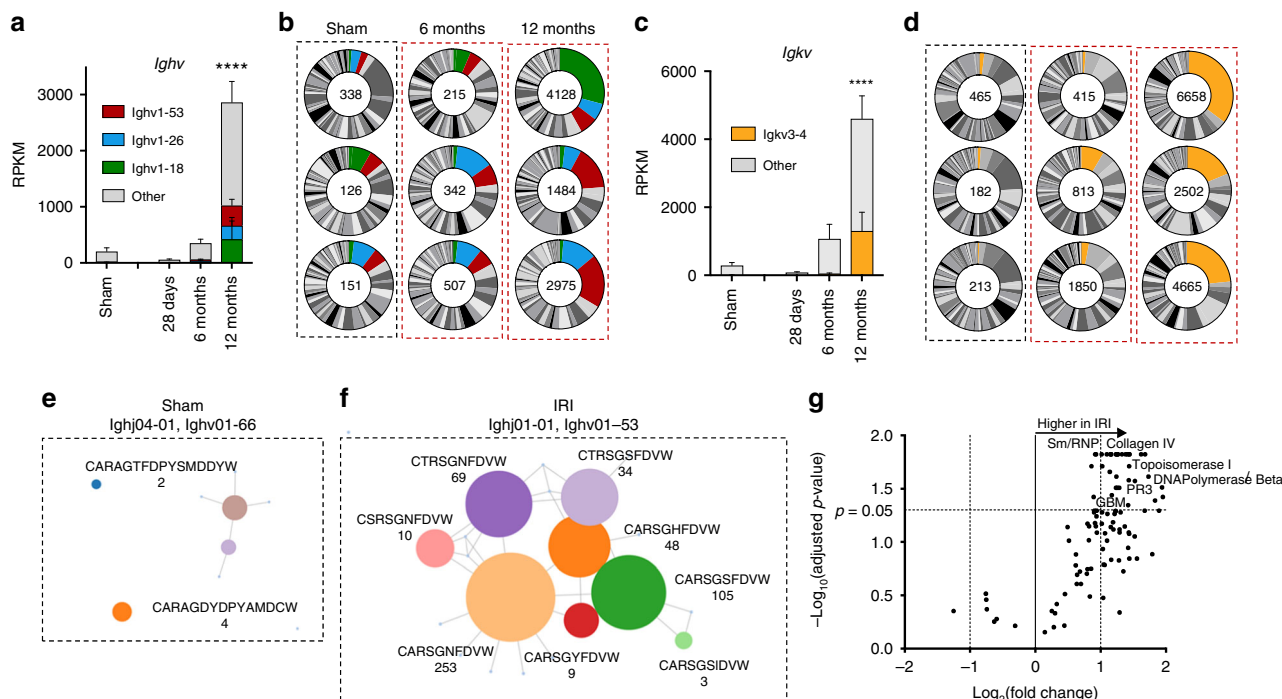 a
Ighv
****
3000
2000
1000
0
RPKM
Ighv1-53
Ighv1-26
Ighv1-18
Other
Sham
28 days
6 months
12 months
b
Sham
6 months
12 months
338
215
4128
126
342
1484
151
507
2975
c
Igkv
****
6000
4000
2000
0
RPKM
Igkv3-4
Other
Sham
28 days
6 months
12 months
d
465
415
6658
182
813
2502
213
1850
4665
e
Sham
Ighj04-01, Ighv01-66
CARAGTFDPYSMDDYW
2
CARAGDYDPYAMDCW
4
f
IRI
Ighj01-01, Ighv01–53
CTRSGNFDVW
69
CTRSGSFDVW
34
CSRSGNFDVW
10
CARSGHFDVW
48
CARSGSFDVW
105
CARSGNFDVW
253
CARSGYFDVW
9
CARSGSIDVW
3
g
Higher in IRI
Sm/RNP
Collagen IV
Topoisomerase I
DNAPolymerase Beta
PR3
GBM
p = 0.05
2.0
1.5
1.0
0.5
0.0
–Log10(adjusted p-value)
–2
–1
0
1
2
Log2(fold change)